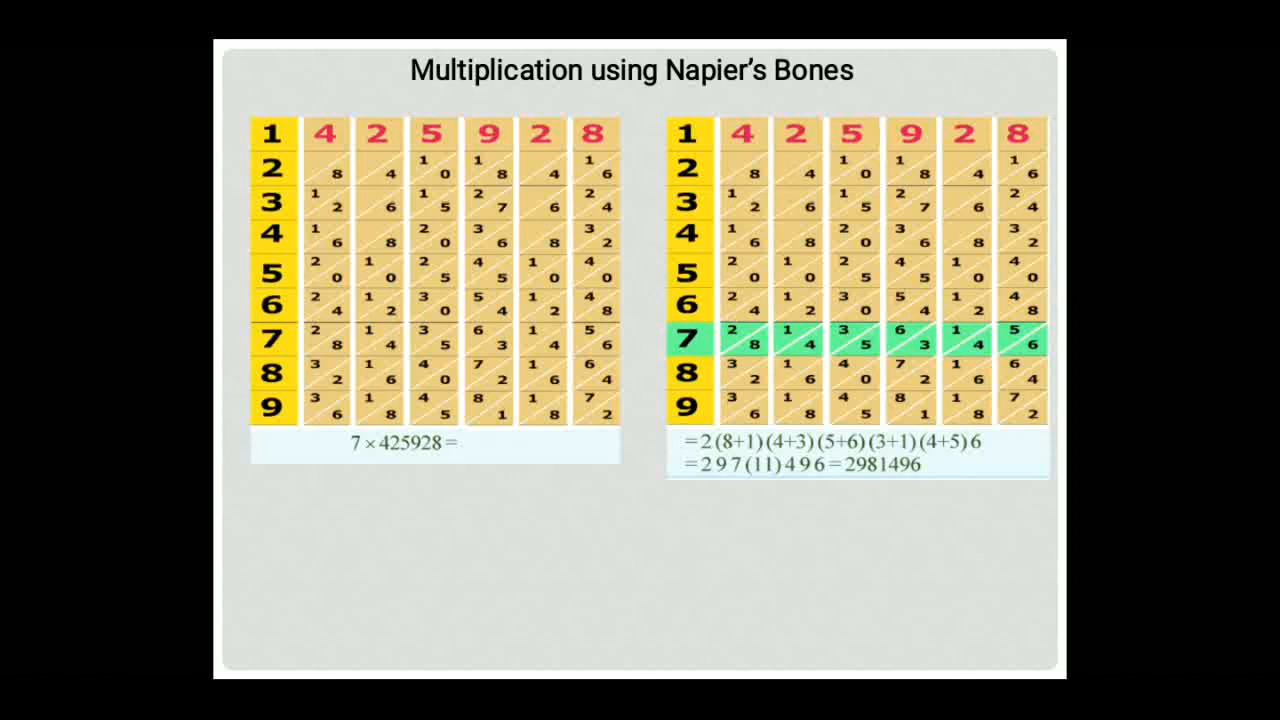 Multiplication using Napier's Bones
1 4 2 5 9 2 8
2 8 4 1 0 1 8 4 1 6
3 1 2 6 1 5 2 7 6 2 4
4 1 6 8 2 0 3 6 8 3 2
5 2 0 1 0 2 5 4 5 1 0 4 0
6 2 4 1 2 3 0 5 4 1 2 4 8
7 2 8 1 4 3 5 6 3 1 4 5 6
8 3 2 1 6 4 0 7 2 1 6 6 4
9 3 6 1 8 4 5 8 1 1 8 7 2
7 × 425928 =
1 4 2 5 9 2 8
2 8 4 1 0 1 8 4 1 6
3 1 2 6 1 5 2 7 6 2 4
4 1 6 8 2 0 3 6 8 3 2
5 2 0 1 0 2 5 4 5 1 0 4 0
6 2 4 1 2 3 0 5 4 1 2 4 8
7 2 8 1 4 3 5 6 3 1 4 5 6
8 3 2 1 6 4 0 7 2 1 6 6 4
9 3 6 1 8 4 5 8 1 1 8 7 2
= 2 (8+1) (4+3) (5+6) (3+1) (4+5) 6
= 2 9 7 (11) 4 9 6 = 2981496